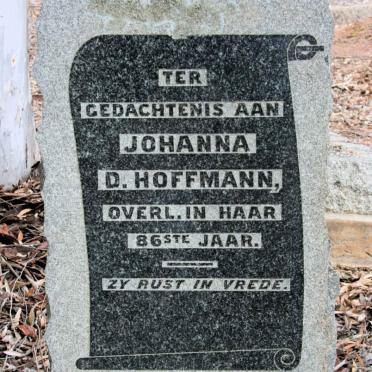 TER
GEDACHTENIS AAN
JOHANNA
D. HOFFMANN,
OVERL. IN HAAR
86STE JAAR.
ZY RUST IN VREDE.